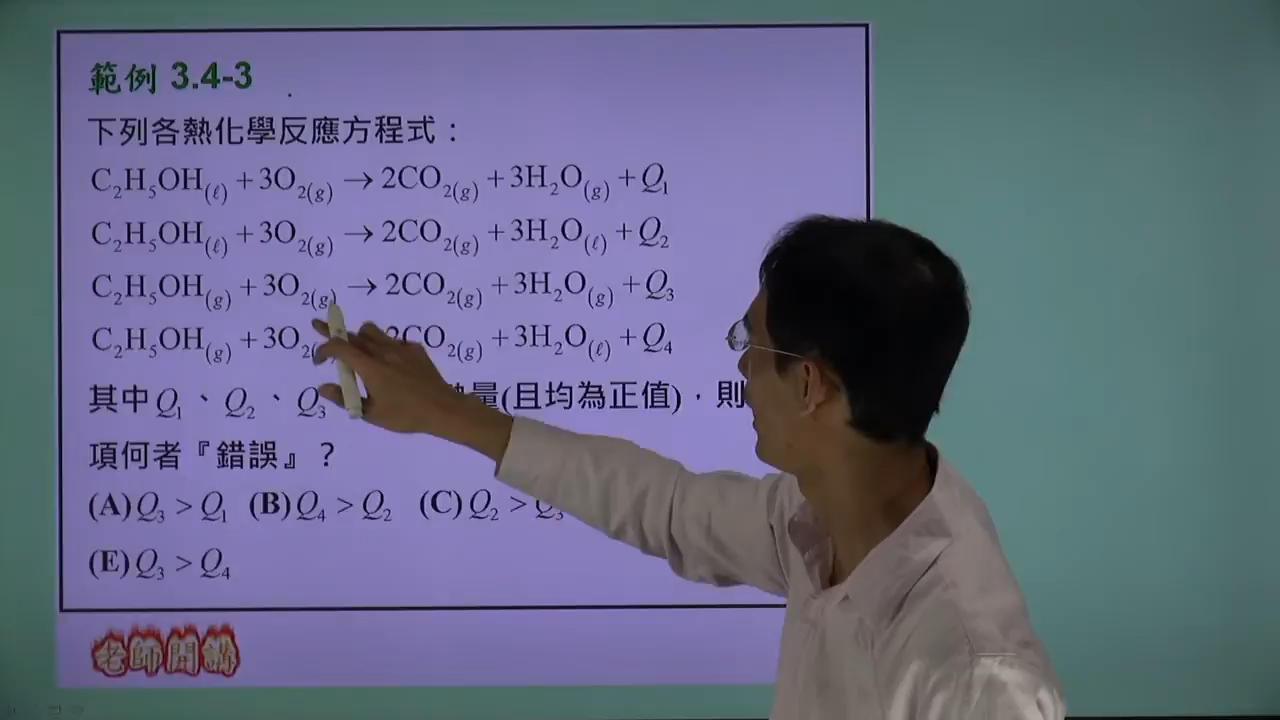 範例 3.4-3
下列各熱化學反應方程式：
C₂H₅OH₍ℓ₎ + 3O₂₍g₎ → 2CO₂₍g₎ + 3H₂O₍g₎ + Q₁
C₂H₅OH₍ℓ₎ + 3O₂₍g₎ → 2CO₂₍g₎ + 3H₂O₍ℓ₎ + Q₂
C₂H₅OH₍g₎ + 3O₂₍g₎ → 2CO₂₍g₎ + 3H₂O₍g₎ + Q₃
C₂H₅OH₍g₎ + 3O₂ 2CO₂₍g₎ + 3H₂O₍ℓ₎ + Q₄
其中Q₁、Q₂、Q₃ 量(且均為正值)，則
項何者『錯誤』？
(A)Q₃ > Q₁ (B)Q₄ > Q₂ (C)Q₂ > Q₃
(E)Q₃ > Q₄
老師開講